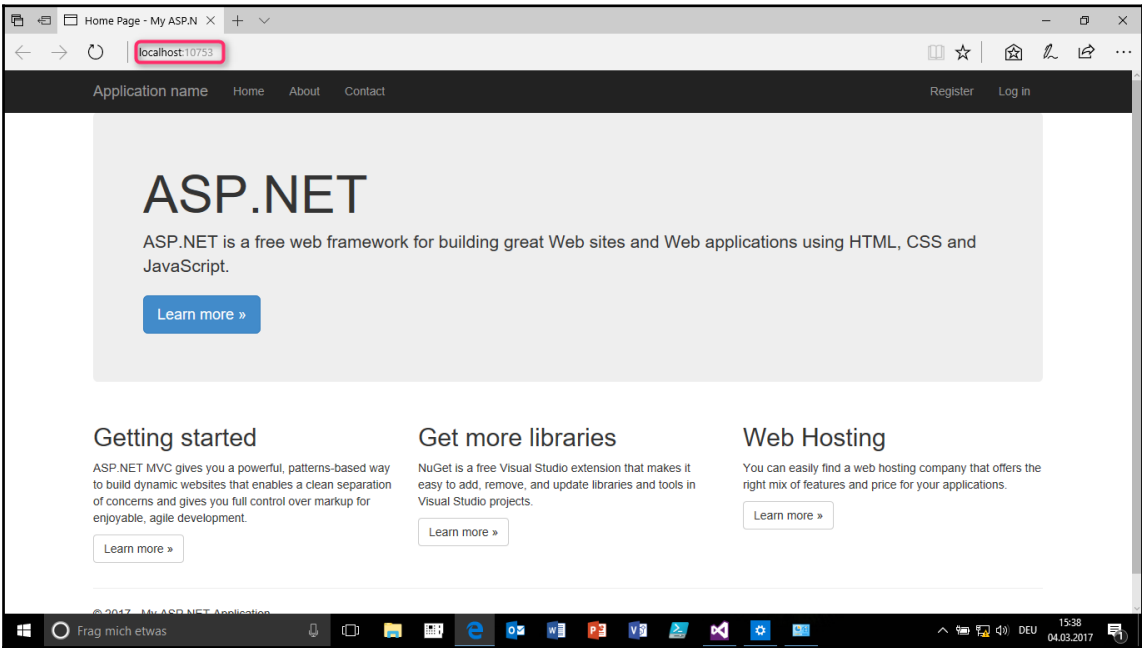 Home Page - My ASP.N
localhost:10753
Application name Home About Contact Register Log in
ASP.NET
ASP.NET is a free web framework for building great Web sites and Web applications using HTML, CSS and
JavaScript.
Learn more »
Getting started
ASP.NET MVC gives you a powerful, patterns-based way
to build dynamic websites that enables a clean separation
of concerns and gives you full control over markup for
enjoyable, agile development.
Learn more »
Get more libraries
NuGet is a free Visual Studio extension that makes it
easy to add, remove, and update libraries and tools in
Visual Studio projects.
Learn more »
Web Hosting
You can easily find a web hosting company that offers the
right mix of features and price for your applications.
Learn more »
© 2017 - My ASP.NET Application
Frag mich etwas
DEU
15:38
04.03.2017